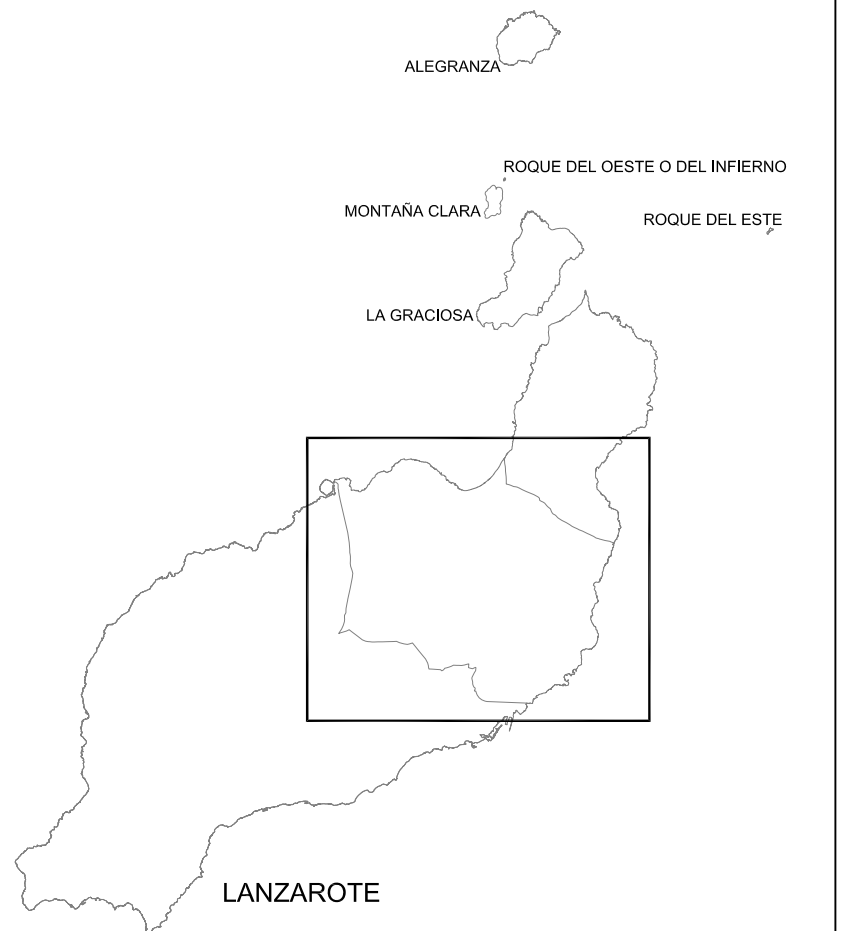 ALEGRANZA
ROQUE DEL OESTE O DEL INFIERNO
MONTAÑA CLARA
ROQUE DEL ESTE
LA GRACIOSA
LANZAROTE